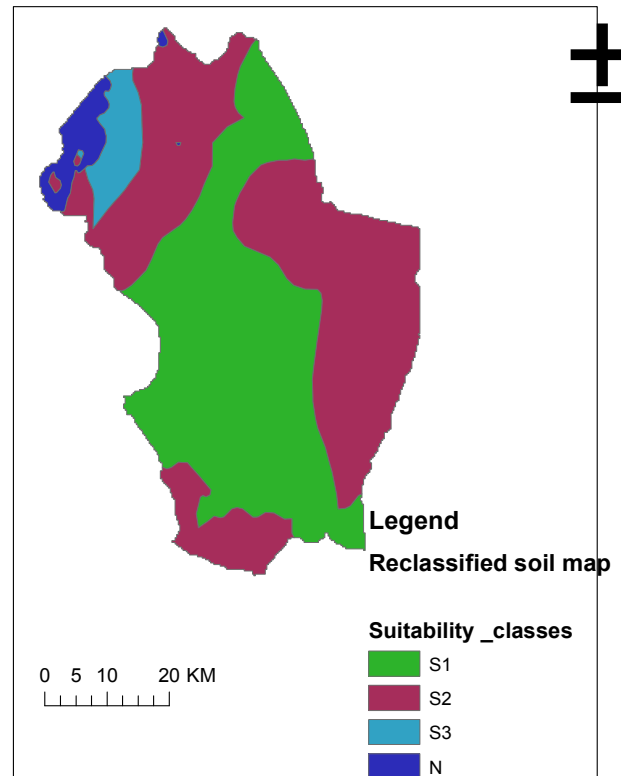 Legend
Reclassified soil map
Suitability _classes
S1
S2
S3
N
0 5 10 20 KM